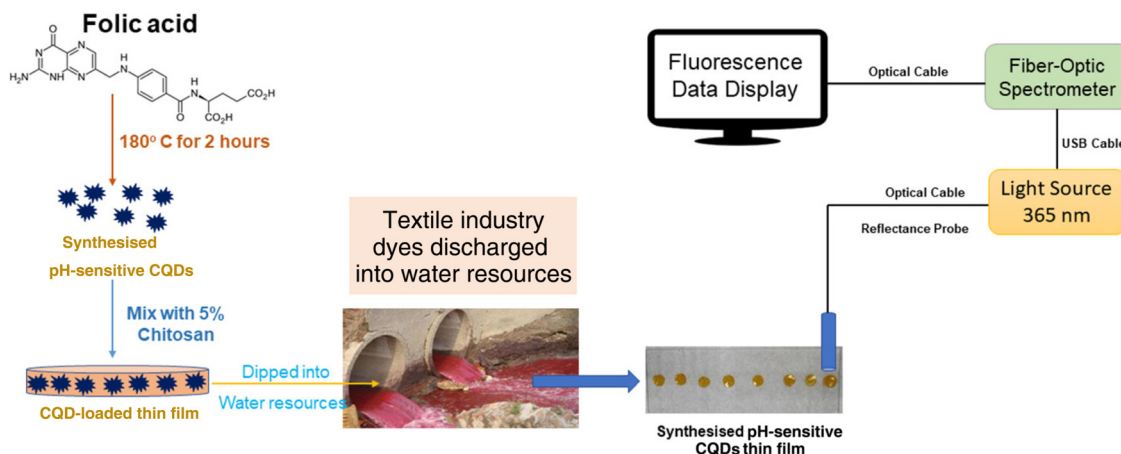 Folic acid
O
N
N
NH
H₂N
N
N
H
N
O
H
N
CO₂H
CO₂H
180º C for 2 hours
Synthesised
pH-sensitive CQDs
Mix with 5%
Chitosan
CQD-loaded thin film
Dipped into
Water resources
Textile industry
dyes discharged
into water resources
Fluorescence
Data Display
Optical Cable
Fiber-Optic
Spectrometer
USB Cable
Light Source
365 nm
Optical Cable
Reflectance Probe
Synthesised pH-sensitive
CQDs thin film